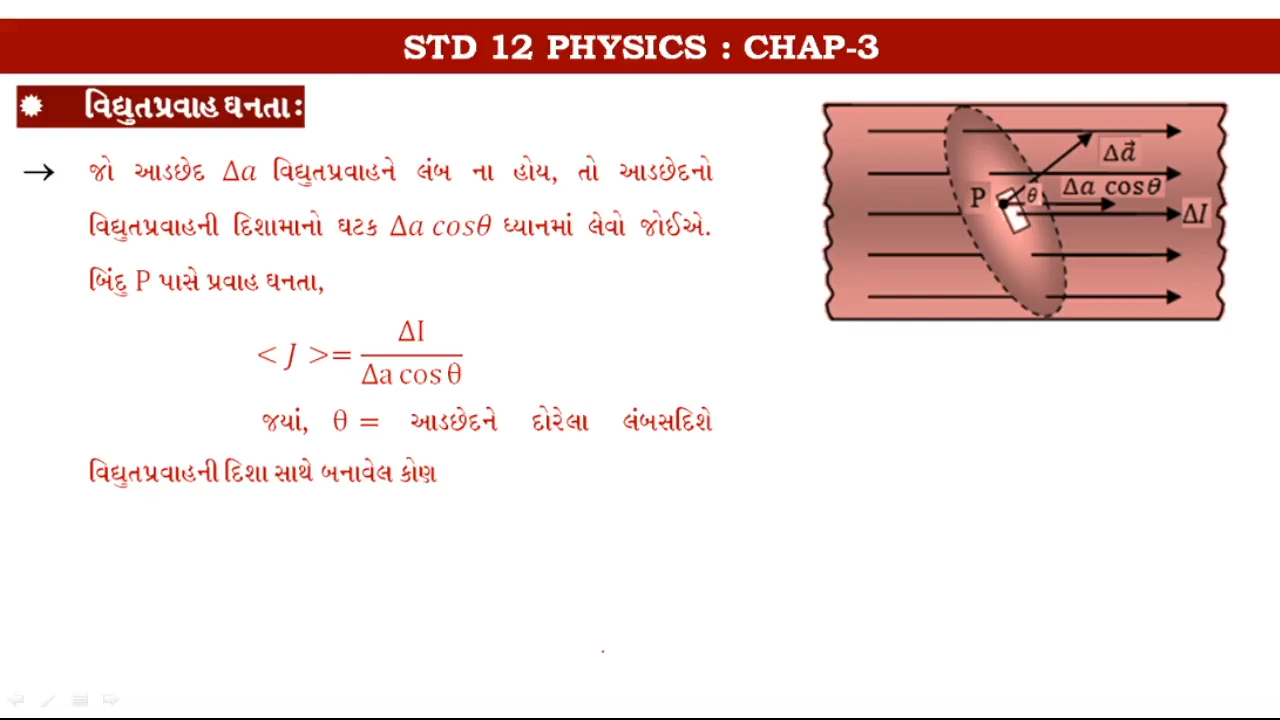 STD 12 PHYSICS : CHAP-3
વિદ્યુતપ્રવાહ ઘનતા:
→ જો આડછેદ Δa વિદ્યુતપ્રવાહને લંબ ના હોય, તો આડછેદનો
વિદ્યુતપ્રવાહની દિશામાનો ઘટક Δa cosθ ધ્યાનમાં લેવો જોઈએ.
બિંદુ P પાસે પ્રવાહ ઘનતા,
< J >= ΔI / Δa cos θ
જયાં, θ = આડછેદને દોરેલા લંબસદિશે
વિદ્યુતપ્રવાહની દિશા સાથે બનાવેલ કોણ
Δa⃗
P θ Δa cosθ
ΔI